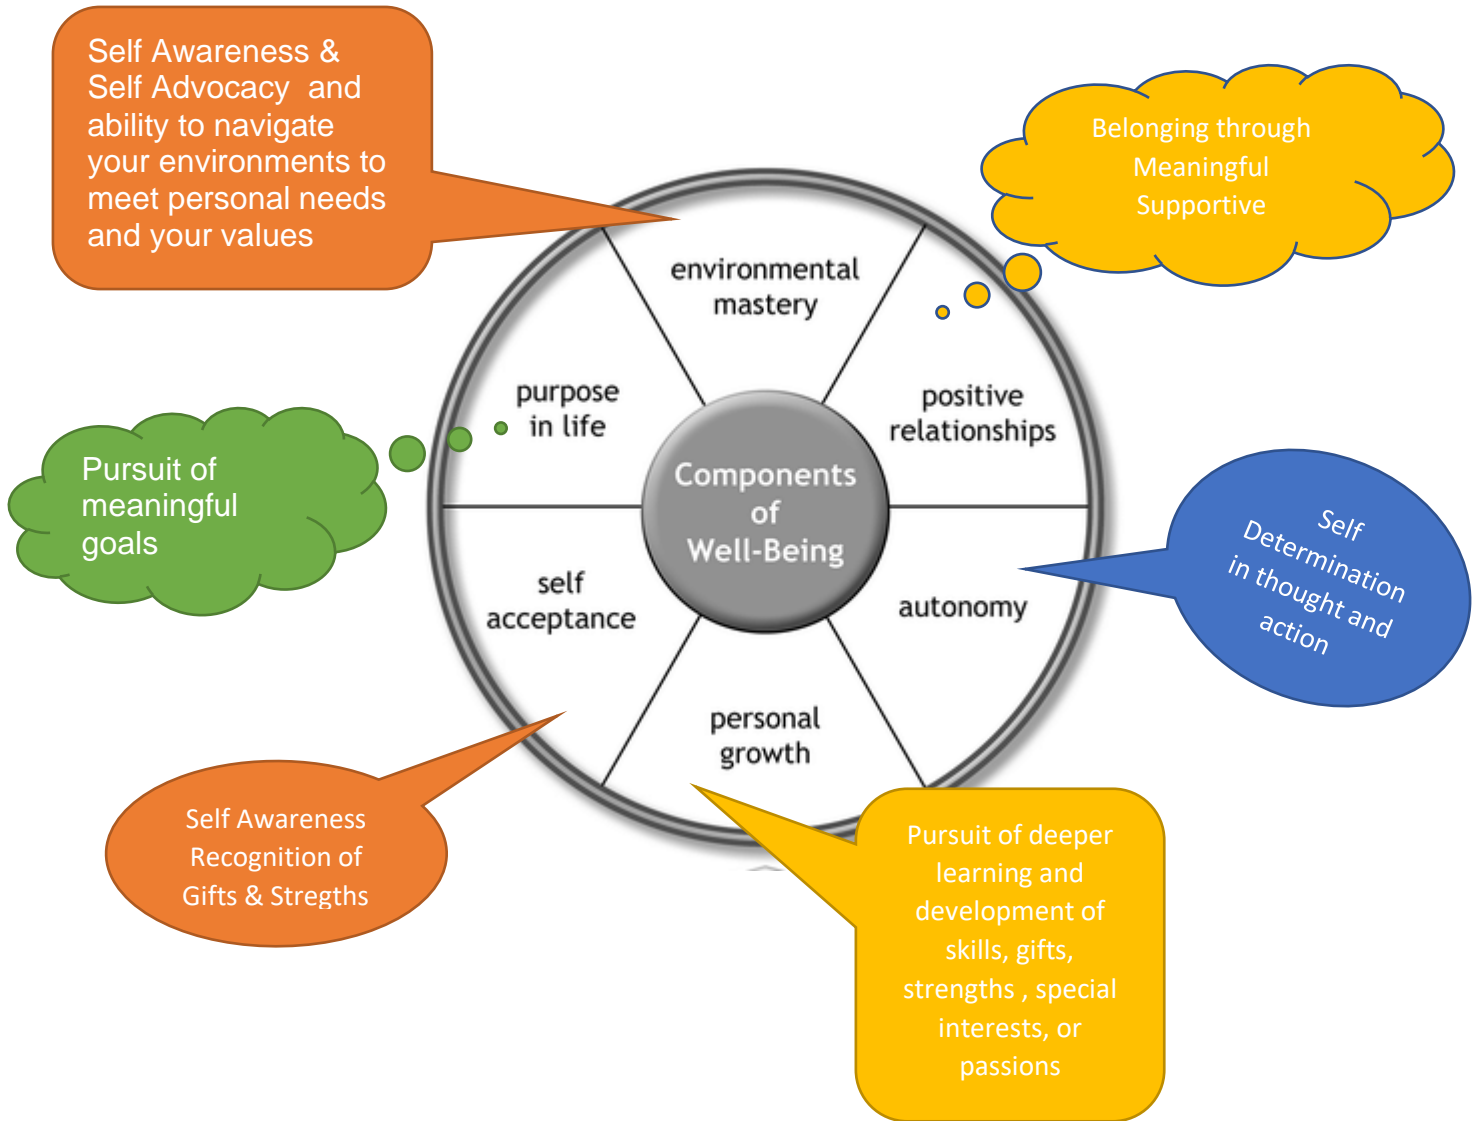 Self Awareness &
Self Advocacy  and
ability to navigate
your environments to
meet personal needs
and your values
Belonging through
Meaningful
Supportive
environmental
mastery
purpose
in life
positive
relationships
Components
of
Well-Being
Pursuit of
meaningful
goals
Self
Determination
in thought and
action
self
acceptance
autonomy
personal
growth
Self Awareness
Recognition of
Gifts & Stregths
Pursuit of deeper
learning and
development of
skills, gifts,
strengths , special
interests, or
passions